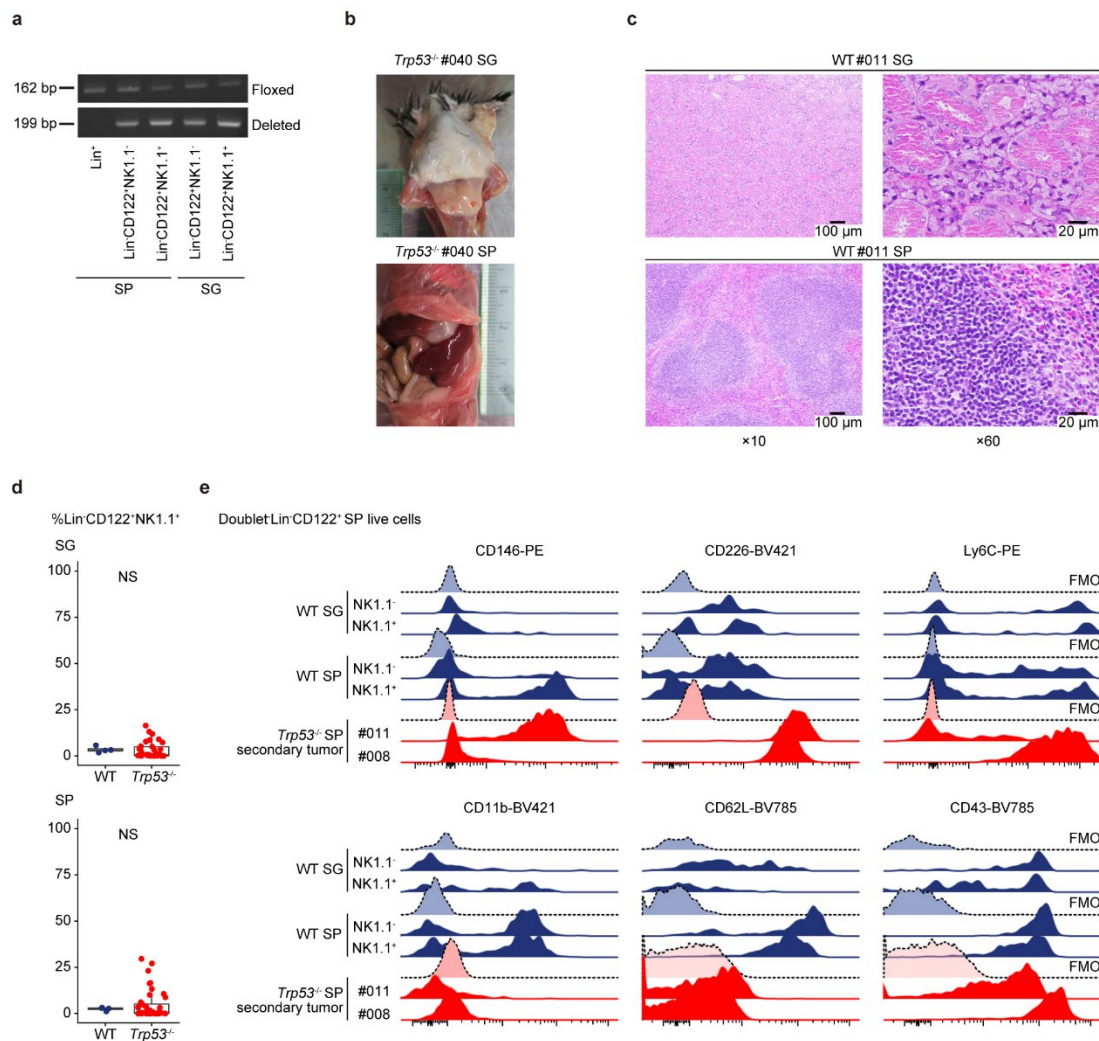 a
162 bp
Floxed
199 bp
Deleted
Lin⁺
Lin⁻CD122⁺NK1.1⁻
Lin⁻CD122⁺NK1.1⁺
Lin⁻CD122⁺NK1.1⁻
Lin⁻CD122⁺NK1.1⁺
SP
SG
b
Trp53⁻/⁻ #040 SG
Trp53⁻/⁻ #040 SP
c
WT #011 SG
100 µm
20 µm
WT #011 SP
100 µm
20 µm
×10
×60
d
%Lin⁻CD122⁺NK1.1⁺
SG
100
NS
75
50
25
0
WT
Trp53⁻/⁻
SP
100
NS
75
50
25
0
WT
Trp53⁻/⁻
e
Doublet⁻Lin⁻CD122⁺ SP live cells
CD146-PE
CD226-BV421
Ly6C-PE
FMO
WT SG
NK1.1⁻
NK1.1⁺
FMO
WT SP
NK1.1⁻
NK1.1⁺
FMO
Trp53⁻/⁻ SP
secondary tumor
#011
#008
CD11b-BV421
CD62L-BV785
CD43-BV785
FMO
WT SG
NK1.1⁻
NK1.1⁺
FMO
WT SP
NK1.1⁻
NK1.1⁺
FMO
Trp53⁻/⁻ SP
secondary tumor
#011
#008